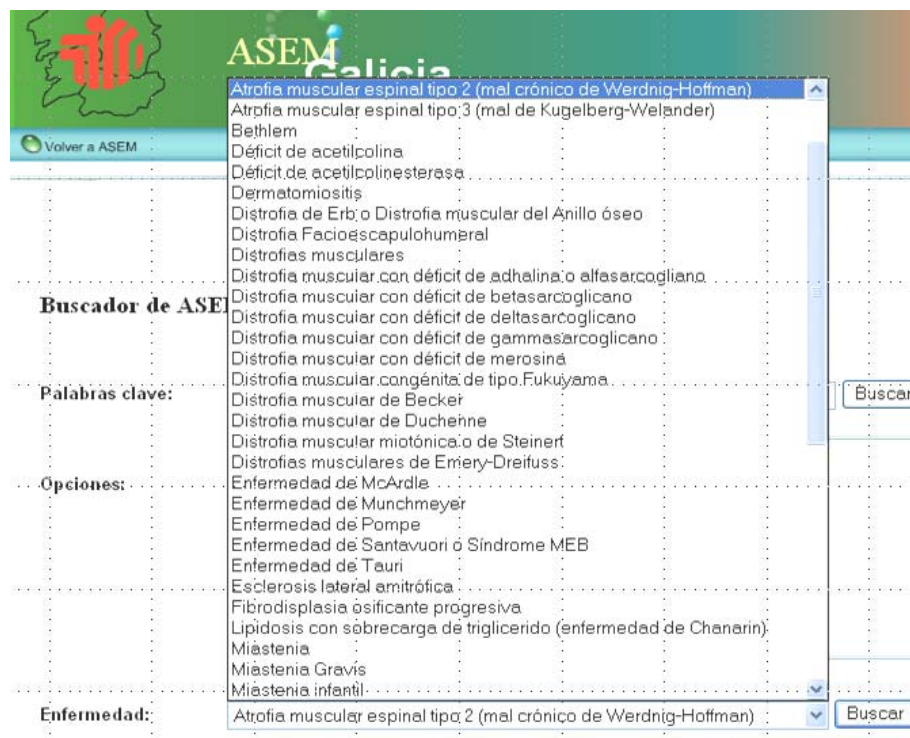 ASEM
Galicia
Volver a ASEM
Atrofia muscular espinal tipo 2 (mal crónico de Werdnig-Hoffman)
Atrofia muscular espinal tipo 3 (mal de Kugelberg-Welander)
Bethlem
Déficit de acetilcolina
Déficit de acetilcolinesterasa
Dermatomiositis
Distrofia de Erb o Distrofia muscular del Anillo óseo
Distrofia Facioescapulohumeral
Distrofias musculares
Distrofia muscular con déficit de adhalina o alfasarcogliano
Distrofia muscular con déficit de betasarcoglicano
Distrofia muscular con déficit de deltasarcoglicano
Distrofia muscular con déficit de gammasarcoglicano
Distrofia muscular con déficit de merosina
Distrofia muscular congénita de tipo Fukuyama
Distrofia muscular de Becker
Distrofia muscular de Duchenne
Distrofia muscular miotónica o de Steinert
Distrofias musculares de Emery-Dreifuss
Enfermedad de McArdle
Enfermedad de Munchmeyer
Enfermedad de Pompe
Enfermedad de Santavuori o Síndrome MEB
Enfermedad de Tauri
Esclerosis lateral amitrófica
Fibrodisplasia osificante progresiva
Lipidosis con sobrecarga de triglicerido (enfermedad de Chanarin)
Miastenia
Miastenia Gravis
Miastenia infantil
Buscador de ASE
Palabras clave:
Buscar
Opciones:
Enfermedad:
Atrofia muscular espinal tipo 2 (mal crónico de Werdnig-Hoffman)
Buscar